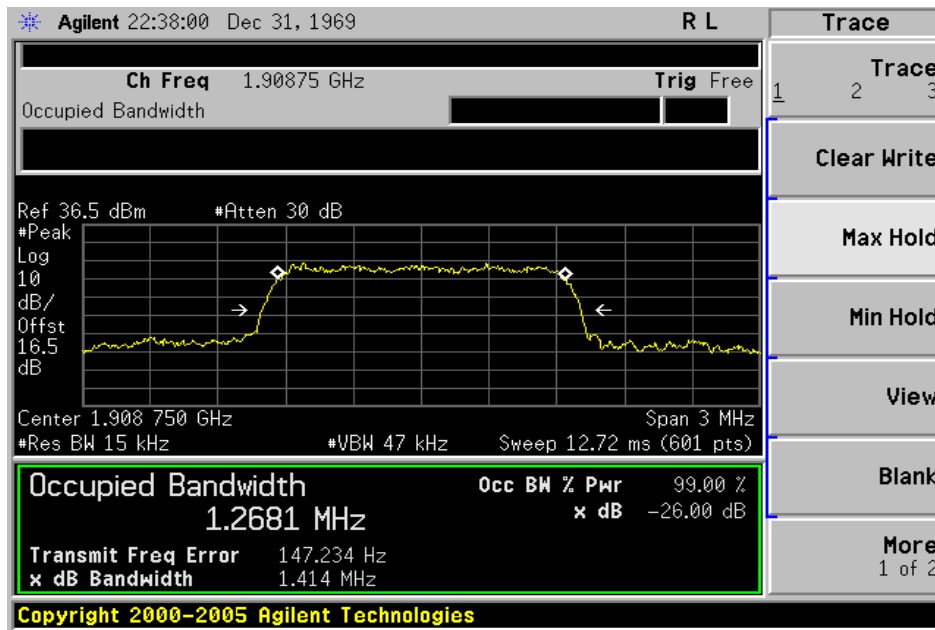 Agilent 22:38:00 Dec 31, 1969 R L Trace
Ch Freq 1.90875 GHz Trig Free
Occupied Bandwidth
Trace
1 2 3
Clear Write
Max Hold
Min Hold
View
Blank
More
1 of 2
Ref 36.5 dBm #Atten 30 dB
#Peak
Log
10
dB/
Offst
16.5
dB
Center 1.908 750 GHz Span 3 MHz
#Res BW 15 kHz #VBW 47 kHz Sweep 12.72 ms (601 pts)
Occupied Bandwidth Occ BW % Pwr 99.00 %
1.2681 MHz x dB -26.00 dB
Transmit Freq Error 147.234 Hz
x dB Bandwidth 1.414 MHz
Copyright 2000-2005 Agilent Technologies